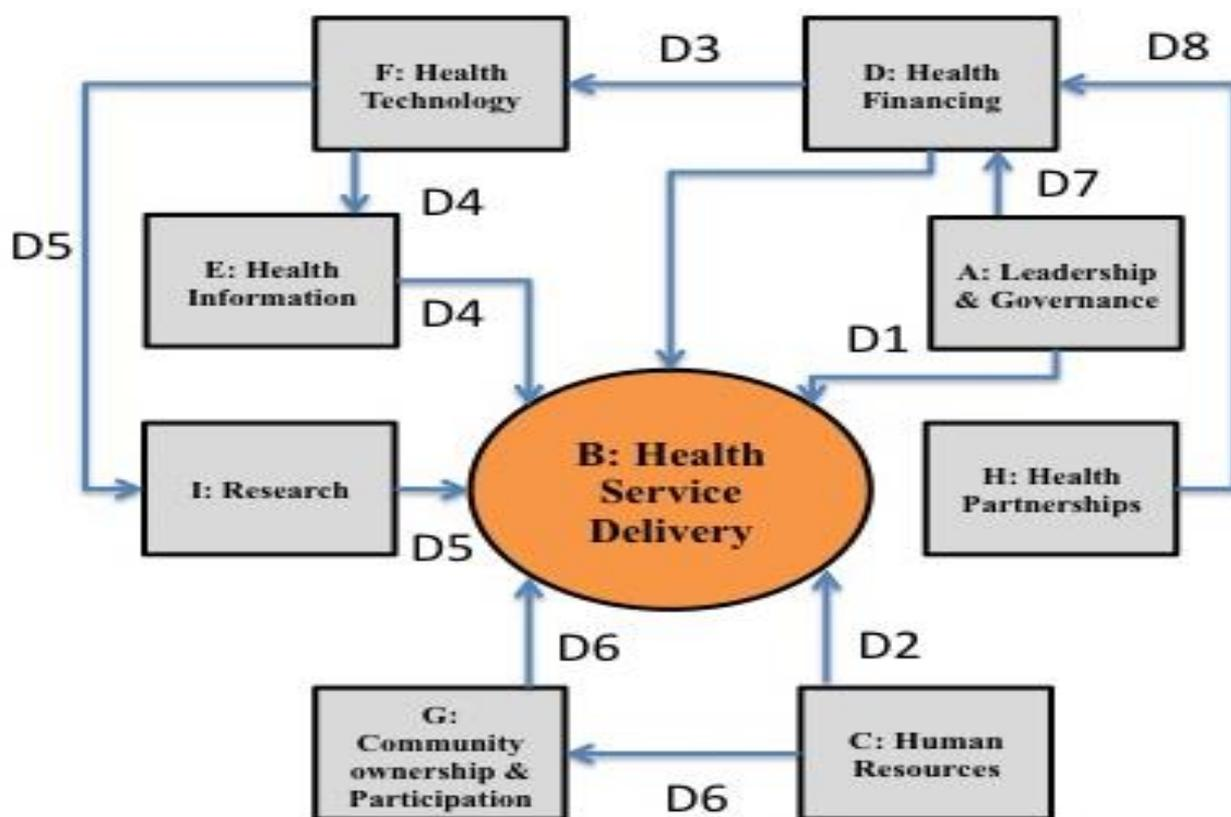 F: Health
Technology
D3
D: Health
Financing
D8
D4
D7
D5
E: Health
Information
D4
A: Leadership
& Governance
D1
I: Research
D5
B: Health
Service
Delivery
H: Health
Partnerships
D6
D2
G:
Community
ownership &
Participation
D6
C: Human
Resources